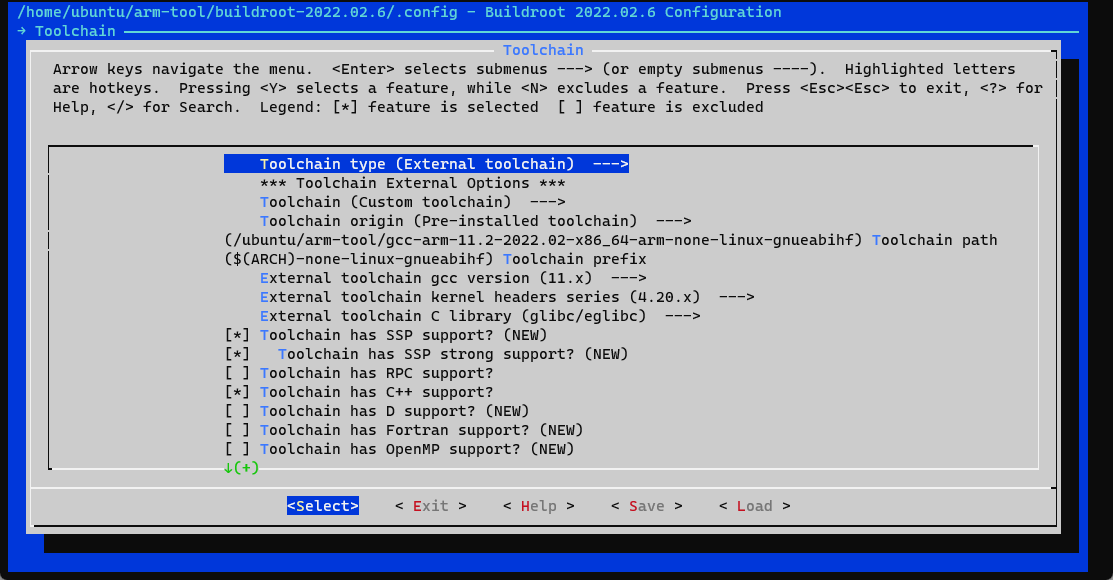 /home/ubuntu/arm-tool/buildroot-2022.02.6/.config - Buildroot 2022.02.6 Configuration
→ Toolchain
Toolchain
Arrow keys navigate the menu.  <Enter> selects submenus ---> (or empty submenus ----).  Highlighted letters
are hotkeys.  Pressing <Y> selects a feature, while <N> excludes a feature.  Press <Esc><Esc> to exit, <?> for
Help, </> for Search.  Legend: [*] feature is selected  [ ] feature is excluded
Toolchain type (External toolchain)  --->
*** Toolchain External Options ***
Toolchain (Custom toolchain)  --->
Toolchain origin (Pre-installed toolchain)  --->
(/ubuntu/arm-tool/gcc-arm-11.2-2022.02-x86_64-arm-none-linux-gnueabihf) Toolchain path
($(ARCH)-none-linux-gnueabihf) Toolchain prefix
External toolchain gcc version (11.x)  --->
External toolchain kernel headers series (4.20.x)  --->
External toolchain C library (glibc/eglibc)  --->
[*] Toolchain has SSP support? (NEW)
[*]   Toolchain has SSP strong support? (NEW)
[ ] Toolchain has RPC support?
[*] Toolchain has C++ support?
[ ] Toolchain has D support? (NEW)
[ ] Toolchain has Fortran support? (NEW)
[ ] Toolchain has OpenMP support? (NEW)
↓(+)
<Select>    < Exit >    < Help >    < Save >    < Load >